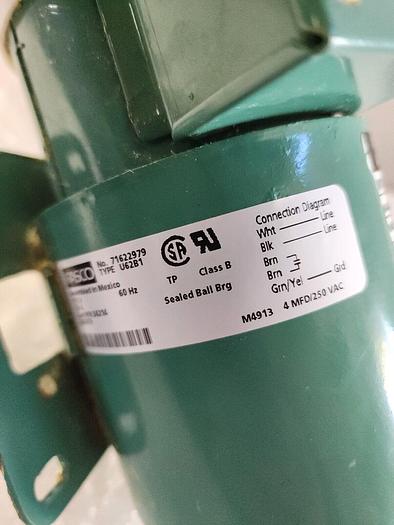 No. 71622979
TYPE U62B1
in Mexico
60 Hz
TP Class B
Sealed Ball Brg
Connection Diagram
Wht Line
Blk Line
Brn
Brn
Grn/Yel Grd
M4913 4 MFD/250 VAC